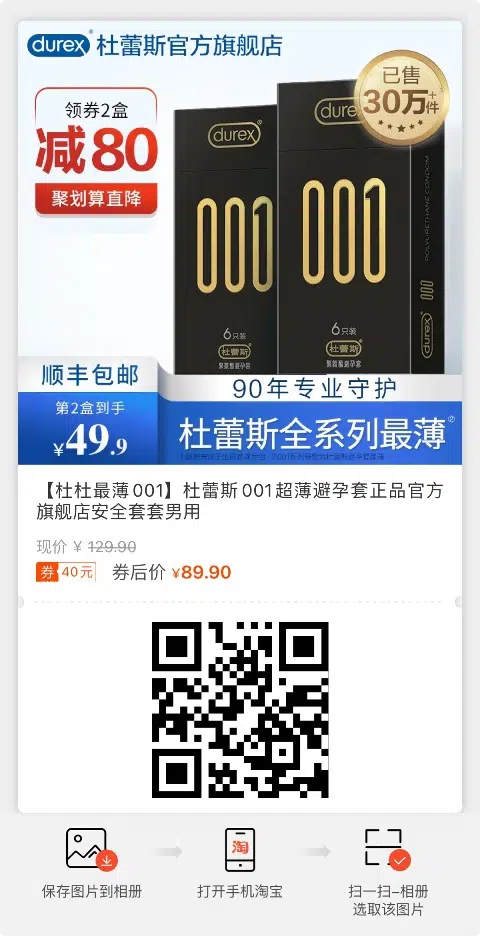 durex® 杜蕾斯官方旗舰店
已售
30万+件
领券2盒
减80
聚划算直降
durex®
001
6只装
杜蕾斯
聚氨酯避孕套
durex
001
6只装
杜蕾斯
聚氨酯避孕套
POLYURETHANE CONDOM
001
durex
顺丰包邮
90年专业守护
第2盒到手
¥49.9
杜蕾斯全系列最薄
【杜杜最薄001】杜蕾斯001超薄避孕套正品官方
旗舰店安全套套男用
现价 ¥ 129.90
券 40元 券后价 ¥89.90
淘
保存图片到相册
打开手机淘宝
扫一扫-相册
选取该图片